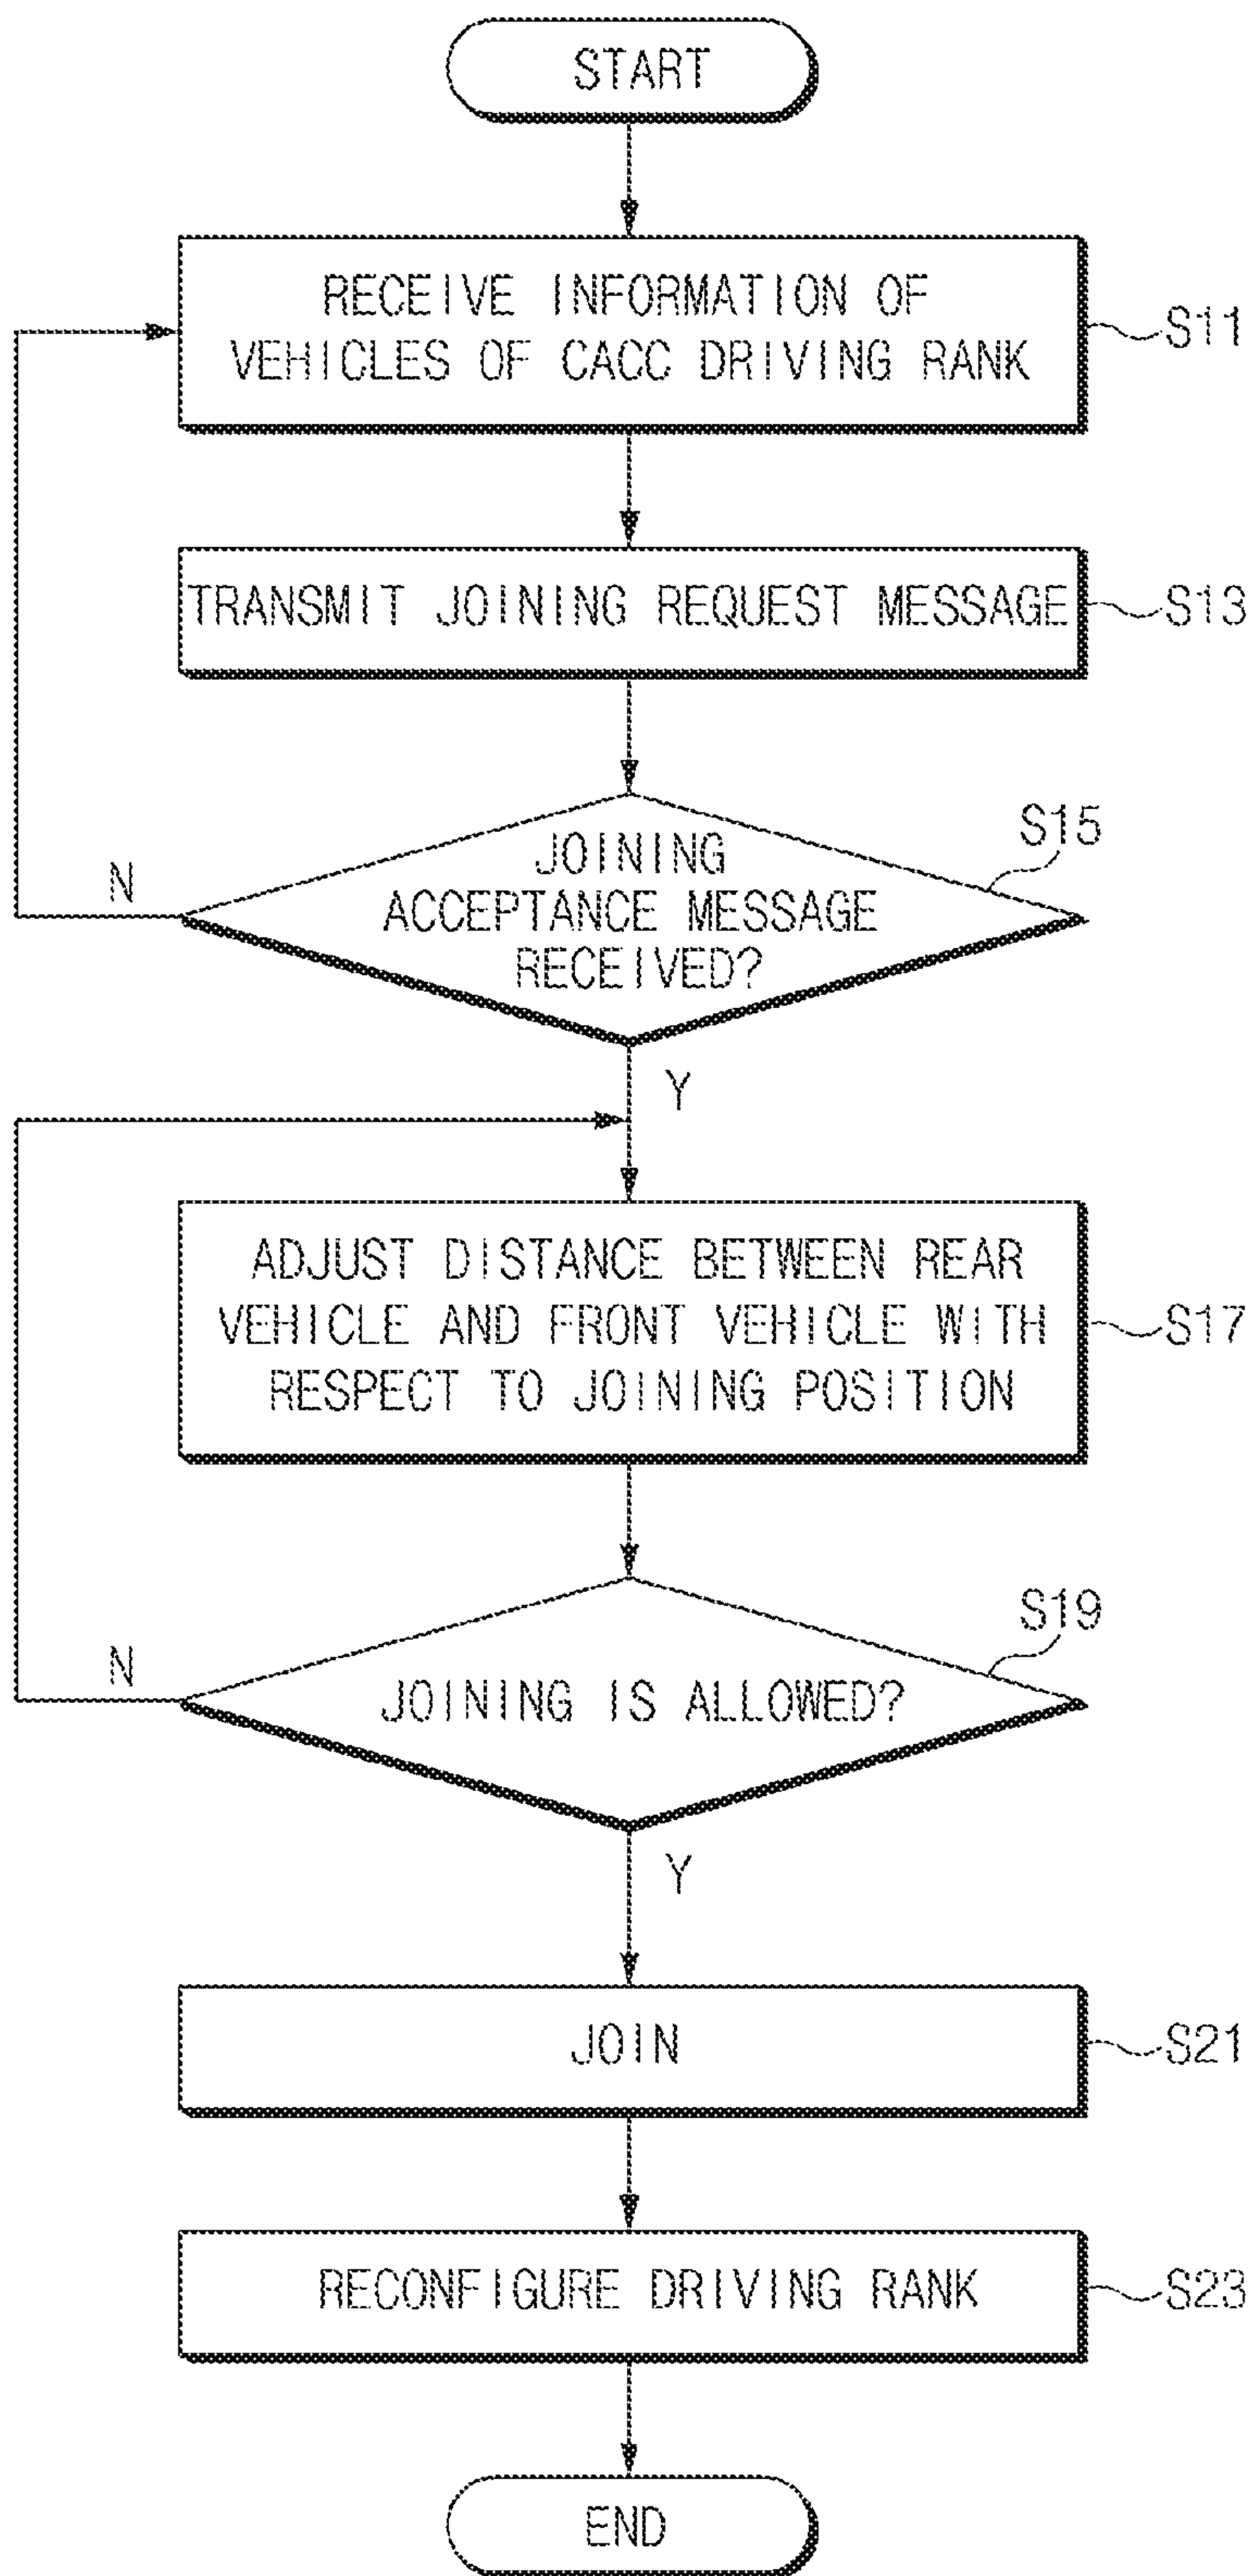 START
RECEIVE INFORMATION OF
VEHICLES OF CACC DRIVING RANK
S11
TRANSMIT JOINING REQUEST MESSAGE
S13
JOINING
ACCEPTANCE MESSAGE
RECEIVED?
S15
N
Y
ADJUST DISTANCE BETWEEN REAR
VEHICLE AND FRONT VEHICLE WITH
RESPECT TO JOINING POSITION
S17
JOINING IS ALLOWED?
S19
N
Y
JOIN
S21
RECONFIGURE DRIVING RANK
S23
END